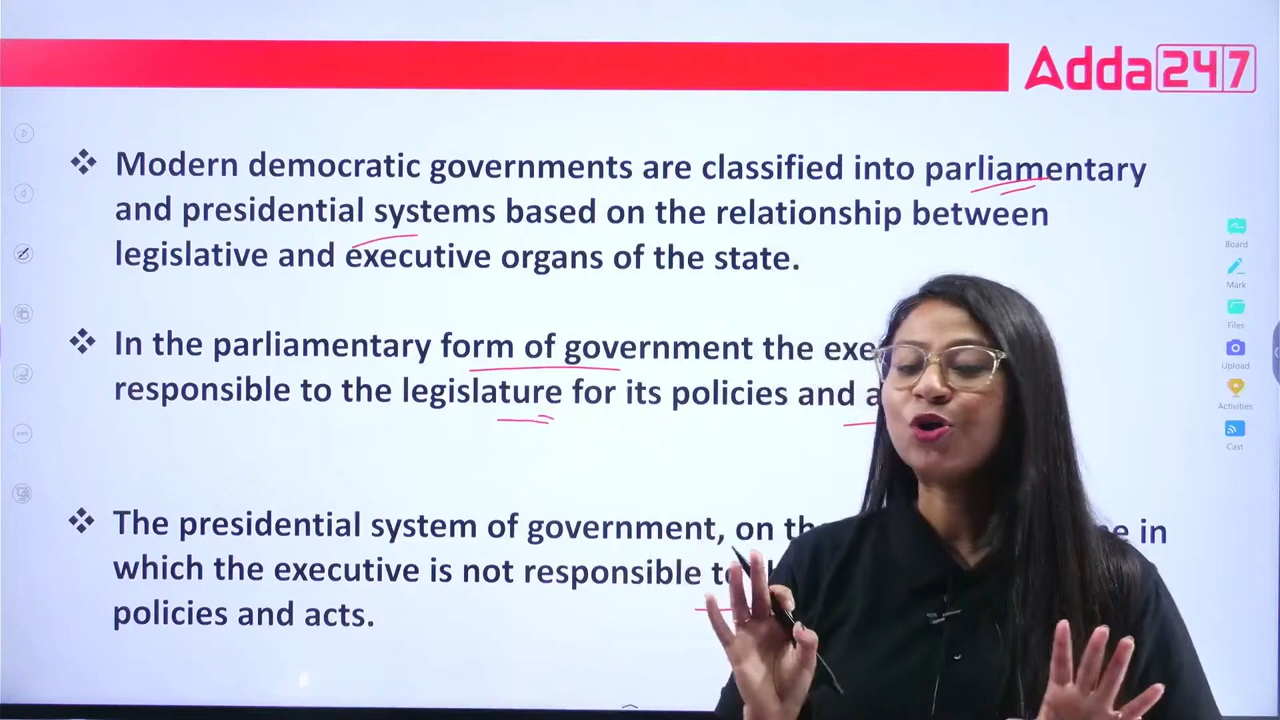 Adda 247
Modern democratic governments are classified into parliamentary
and presidential systems based on the relationship between
legislative and executive organs of the state.
In the parliamentary form of government the
responsible to the legislature for its policies and
The presidential system of government, on in
which the executive is not responsible
policies and acts.
Board
Mark
Files
Upload
Activities
Cast